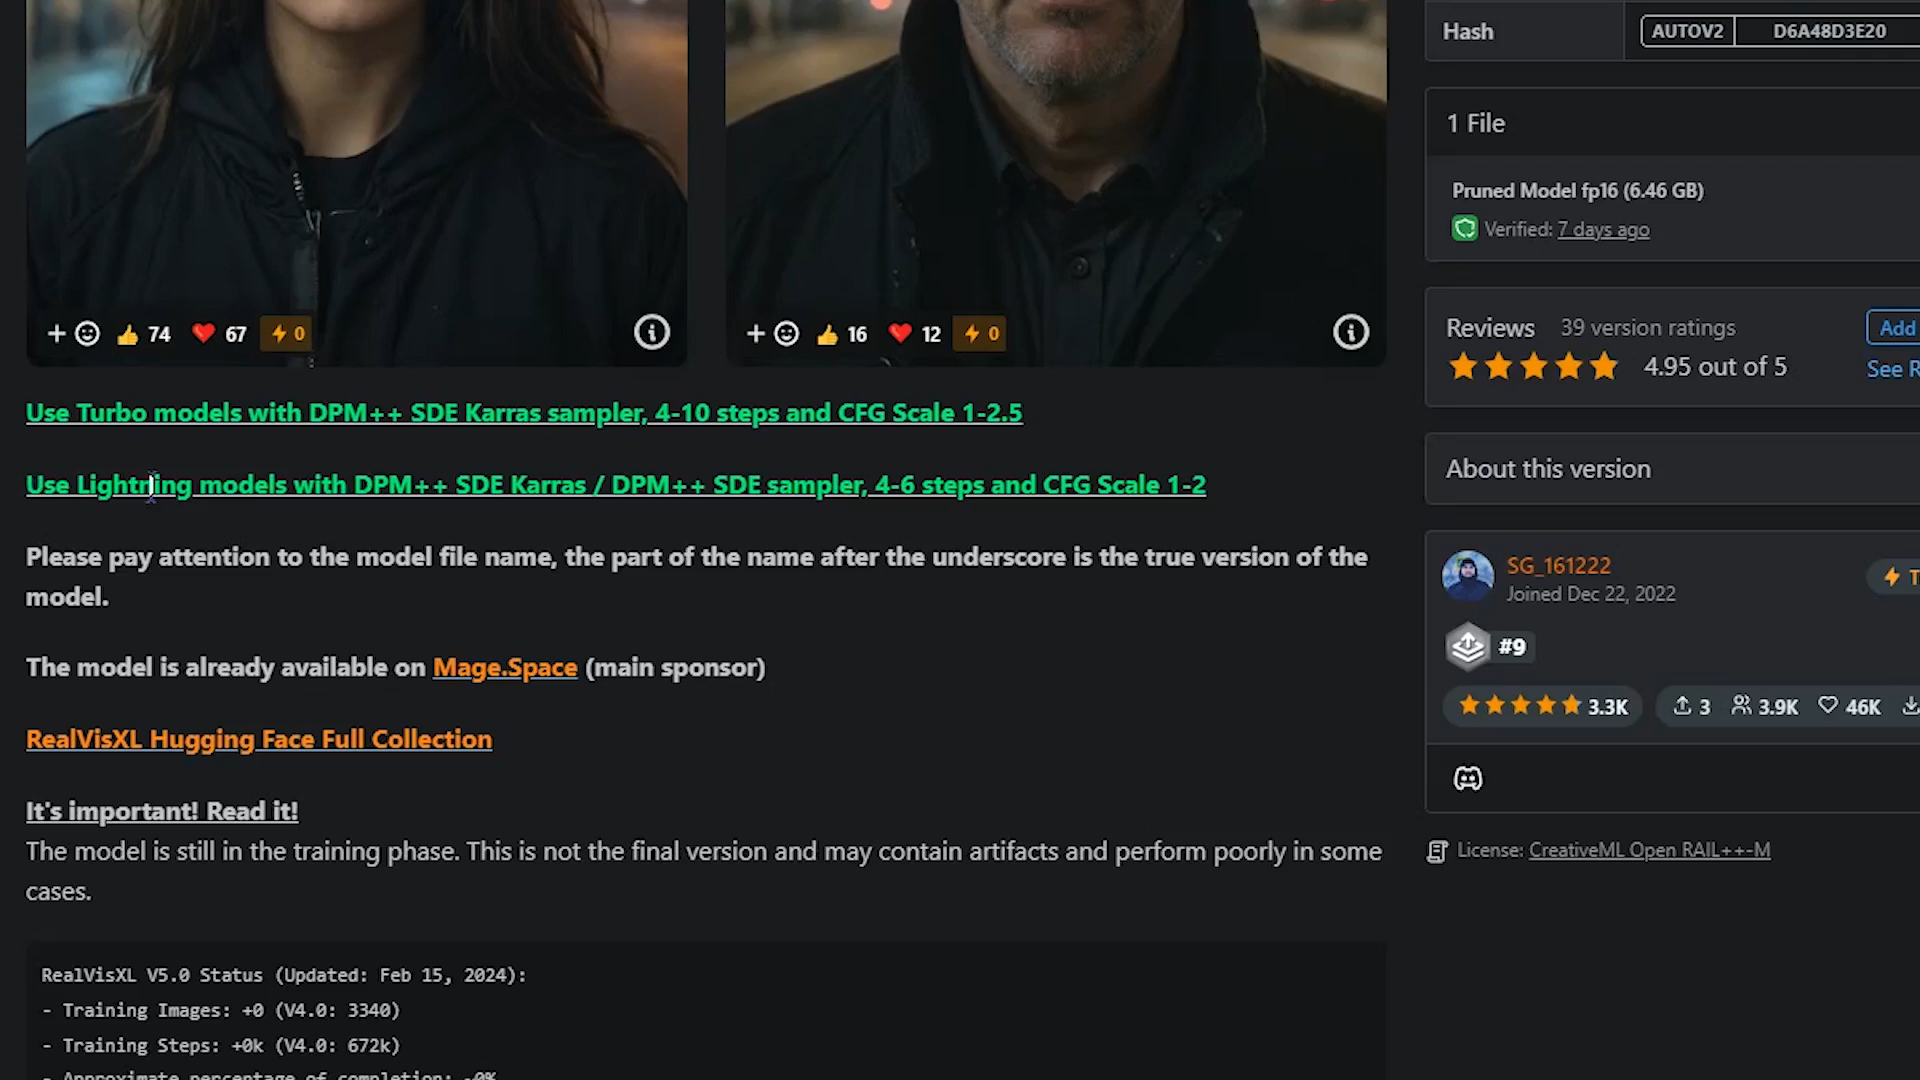 74 67 0
16 12 0
Use Turbo models with DPM++ SDE Karras sampler, 4-10 steps and CFG Scale 1-2.5
Use Lightning models with DPM++ SDE Karras / DPM++ SDE sampler, 4-6 steps and CFG Scale 1-2
Please pay attention to the model file name, the part of the name after the underscore is the true version of the
model.
The model is already available on Mage.Space (main sponsor)
RealVisXL Hugging Face Full Collection
It's important! Read it!
The model is still in the training phase. This is not the final version and may contain artifacts and perform poorly in some
cases.
RealVisXL V5.0 Status (Updated: Feb 15, 2024):
- Training Images: +0 (V4.0: 3340)
- Training Steps: +0k (V4.0: 672k)
- Approximate percentage of completion: ~0%
Hash AUTOV2 D6A48D3E20
1 File
Pruned Model fp16 (6.46 GB)
Verified: 7 days ago
Reviews 39 version ratings Add
4.95 out of 5 See R
About this version
SG_161222 T
Joined Dec 22, 2022
#9
3.3K 3 3.9K 46K
License: CreativeML Open RAIL++-M